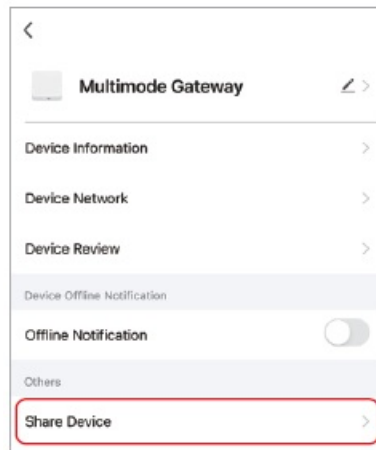 Multimode Gateway
Device Information
Device Network
Device Review
Device Offline Notification
Offline Notification
Others
Share Device